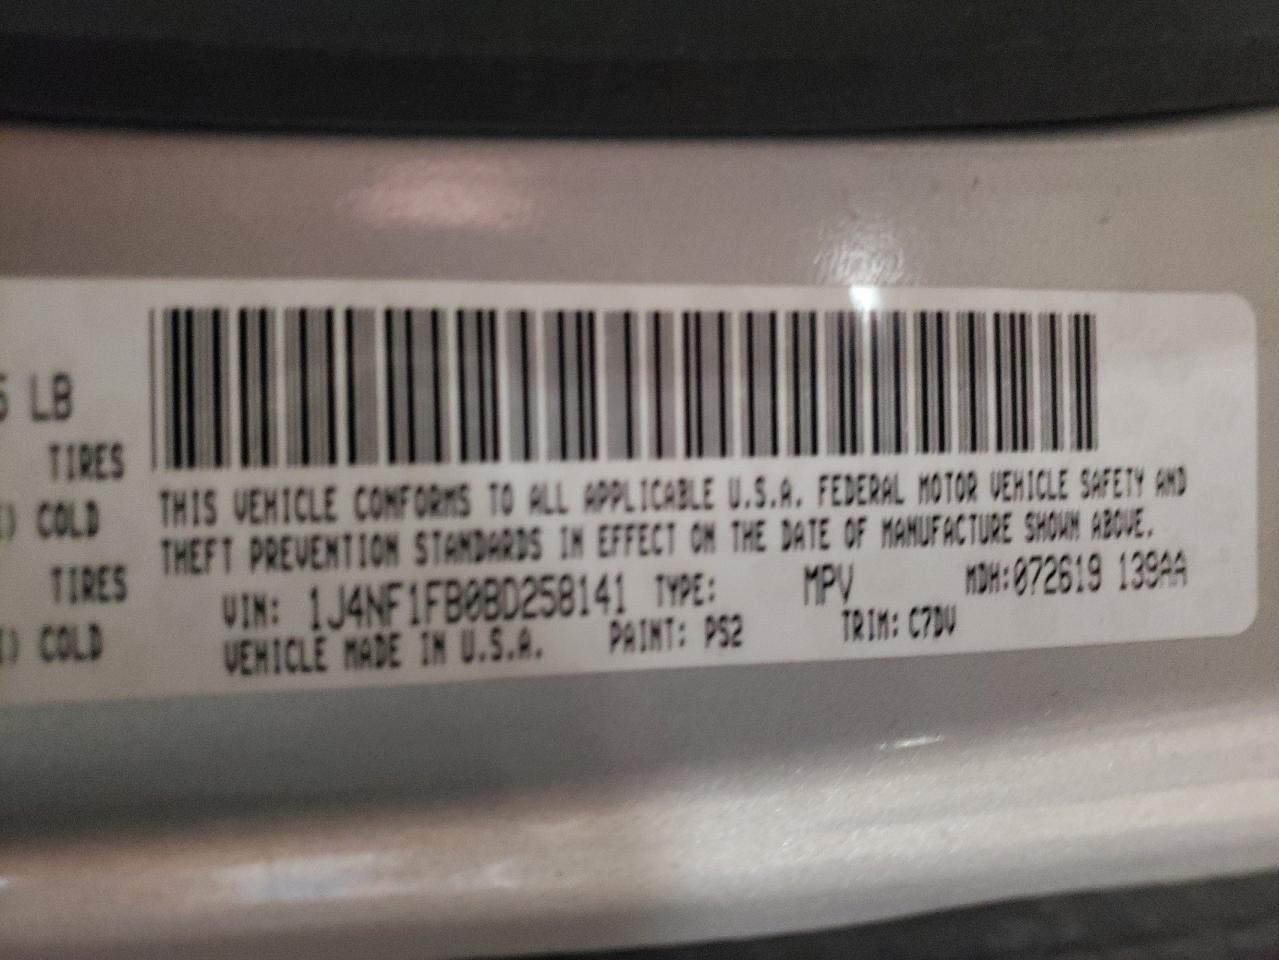 LB
TIRES
COLD
TIRES
COLD
THIS VEHICLE CONFORMS TO ALL APPLICABLE U.S.A. FEDERAL MOTOR VEHICLE SAFETY AND
THEFT PREVENTION STANDARDS IN EFFECT ON THE DATE OF MANUFACTURE SHOWN ABOVE.
VIN: 1J4NF1FB0BD258141 TYPE: MPV MDH:072619 139AA
VEHICLE MADE IN U.S.A. PAINT: PS2 TRIM: C7DV